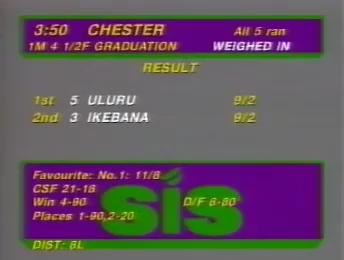 3:50 CHESTER All 5 ran
1M 4 1/2F GRADUATION WEIGHED IN
RESULT
1st 5 ULURU 9/2
2nd 3 IKEBANA 9/2
Favourite: No.1: 11/8
CSF 21-18
Win 4-90 D/F 6-80
Places 1-90,2-20
sis
DIST: 6L